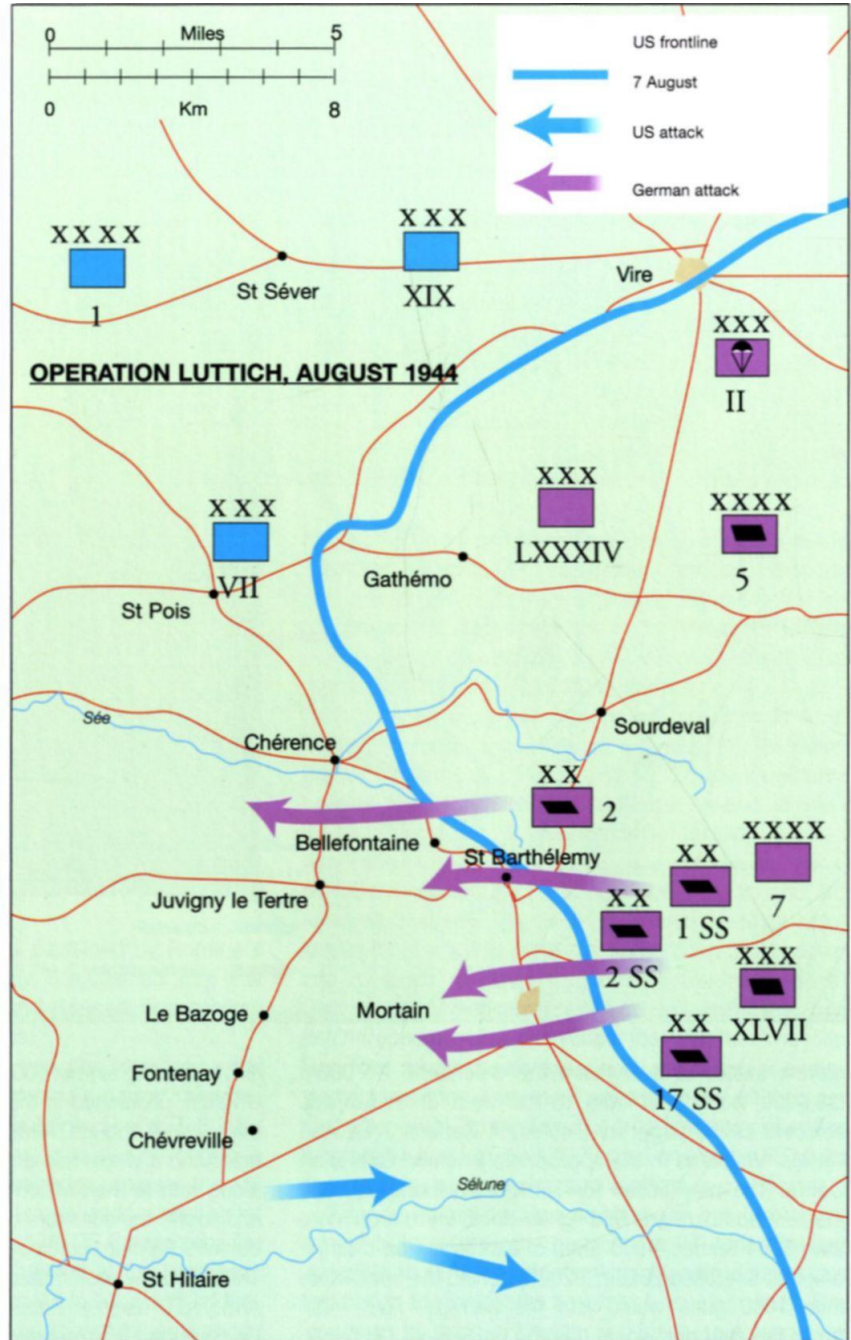 0 Miles 5
0 Km 8
US frontline
7 August
US attack
German attack
XXXX
1
St Séver
XXX
XIX
Vire
XXX
II
OPERATION LUTTICH, AUGUST 1944
XXX
VII
St Pois
XXX
LXXXIV
Gathémo
XXXX
5
Sée
Chérence
Sourdeval
XX
2
Bellefontaine
St Barthélemy
Juvigny le Tertre
XX
1 SS
XXXX
7
XX
2 SS
XXX
XLVII
Mortain
Le Bazoge
XX
17 SS
Fontenay
Chévreville
Sélune
St Hilaire